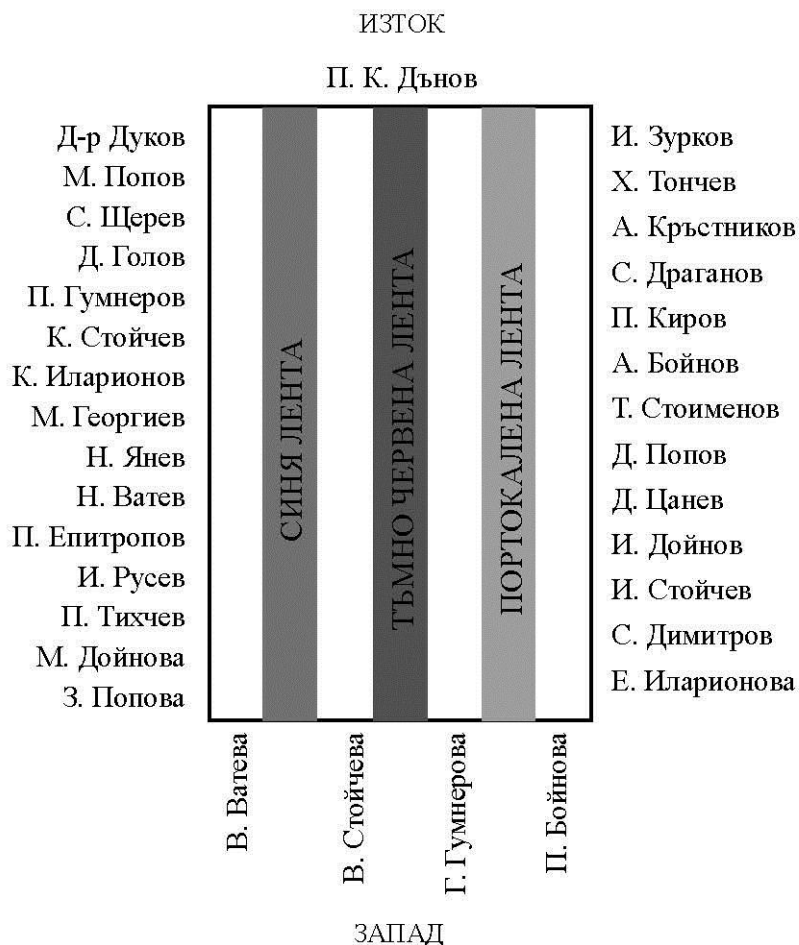 ИЗТОК
П. К. Дънов
Д-р Дуков
М. Попов
С. Щерев
Д. Голов
П. Гумнеров
К. Стойчев
К. Иларионов
М. Георгиев
Н. Янев
Н. Ватев
П. Епитропов
И. Русев
П. Тихчев
М. Дойнова
З. Попова
СИНЯ ЛЕНТА
ТЪМНО ЧЕРВЕНА ЛЕНТА
ПОРТОКАЛЕНА ЛЕНТА
И. Зурков
Х. Тончев
А. Кръстников
С. Драганов
П. Киров
А. Бойнов
Т. Стоименов
Д. Попов
Д. Цанев
И. Дойнов
И. Стойчев
С. Димитров
Е. Иларионова
В. Ватева
В. Стойчева
Г. Гумнерова
П. Бойнова
ЗАПАД